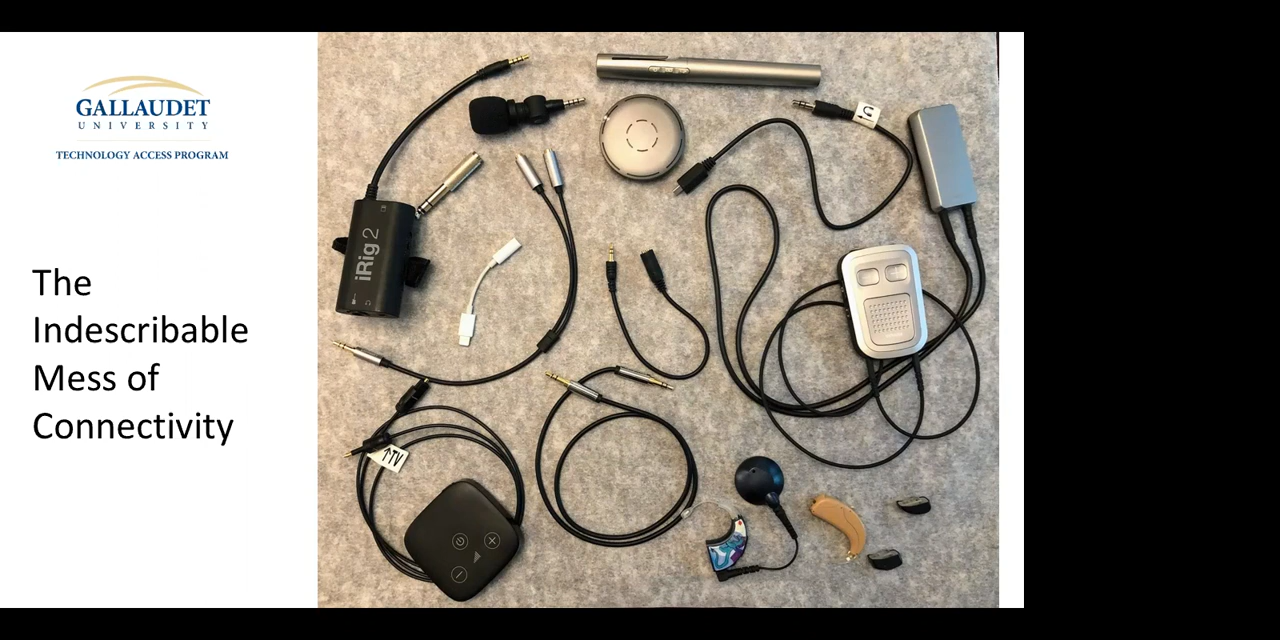 GALLAUDET
UNIVERSITY
TECHNOLOGY ACCESS PROGRAM
The
Indescribable
Mess of
Connectivity
iRig 2
↑TV